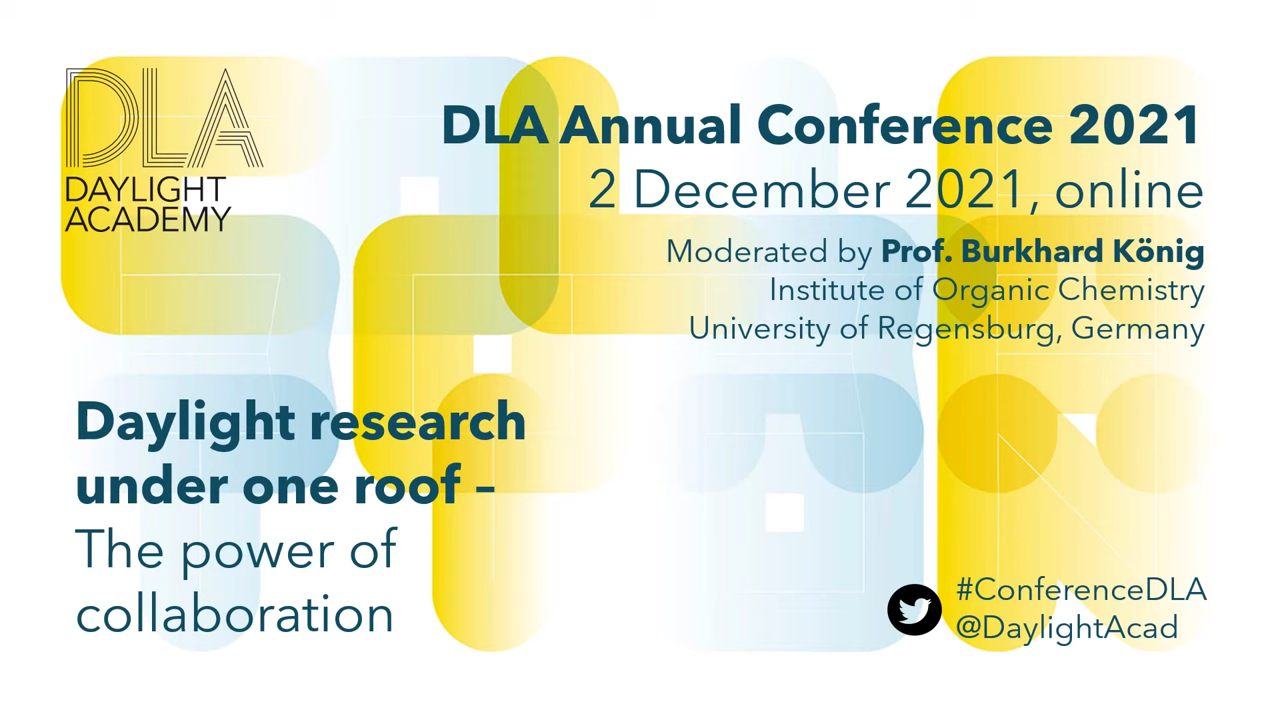 DLA
DAYLIGHT
ACADEMY
DLA Annual Conference 2021
2 December 2021, online
Moderated by Prof. Burkhard König
Institute of Organic Chemistry
University of Regensburg, Germany
Daylight research
under one roof –
The power of
collaboration
#ConferenceDLA
@DaylightAcad